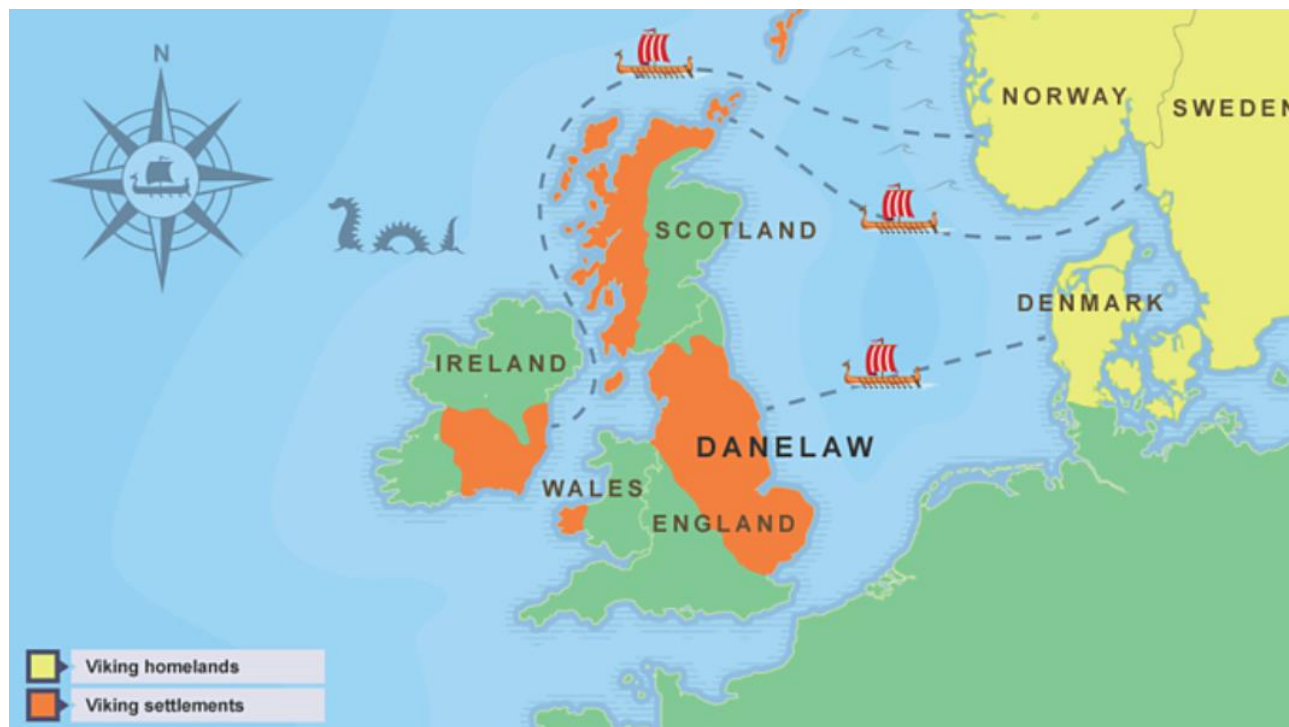 N
NORWAY
SWEDEN
SCOTLAND
DENMARK
IRELAND
DANELAW
WALES
ENGLAND
Viking homelands
Viking settlements